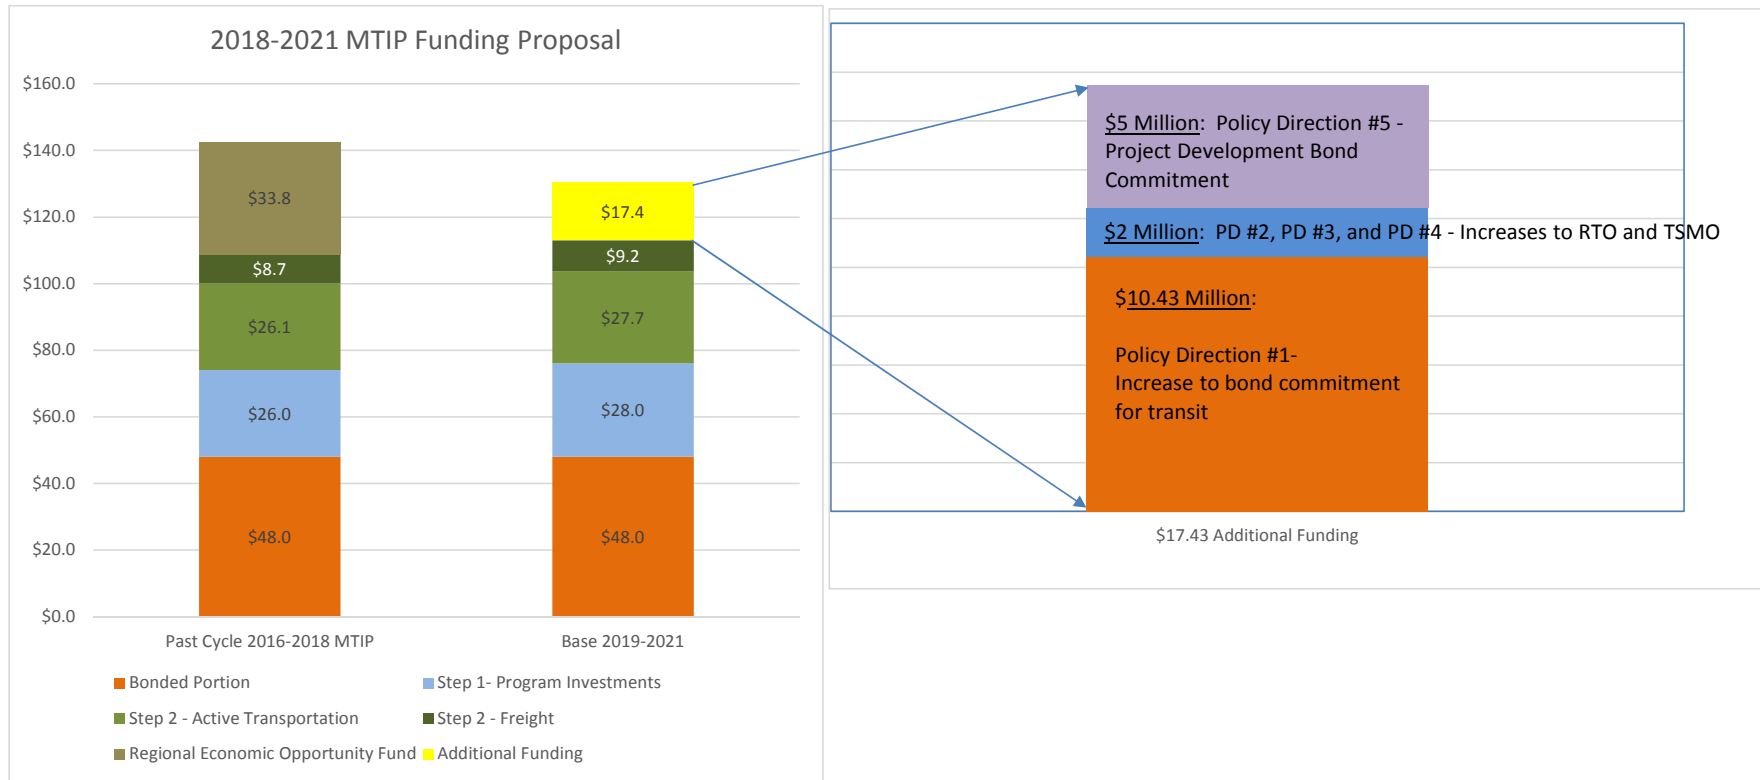 2018-2021 MTIP Funding Proposal
$160.0
$140.0
$120.0
$100.0
$80.0
$60.0
$40.0
$20.0
$0.0
$33.8
$8.7
$26.1
$26.0
$48.0
$17.4
$9.2
$27.7
$28.0
$48.0
Past Cycle 2016-2018 MTIP
Base 2019-2021
Bonded Portion
Step 1- Program Investments
Step 2 - Active Transportation
Step 2 - Freight
Regional Economic Opportunity Fund
Additional Funding
$5 Million:  Policy Direction #5 -
Project Development Bond
Commitment
$2 Million:  PD #2, PD #3, and PD #4 - Increases to RTO and TSMO
$10.43 Million:
Policy Direction #1-
Increase to bond commitment
for transit
$17.43 Additional Funding